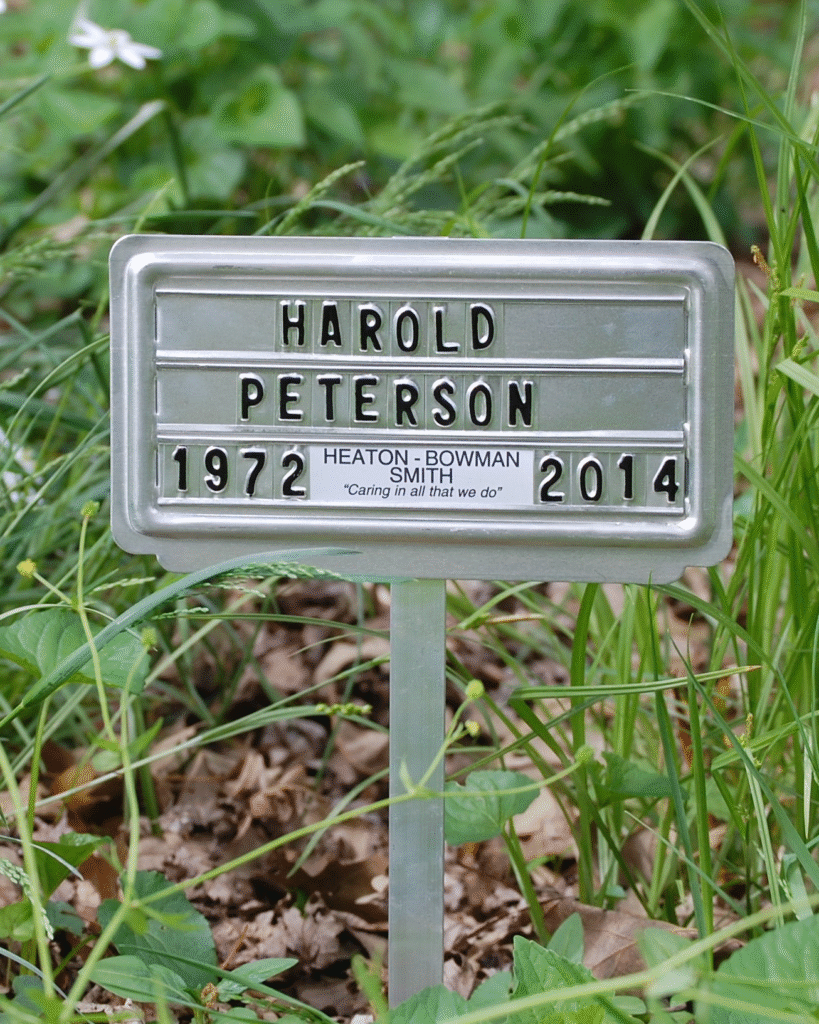 HAROLD
PETERSON
1972 HEATON - BOWMAN 2014
SMITH
"Caring in all that we do"